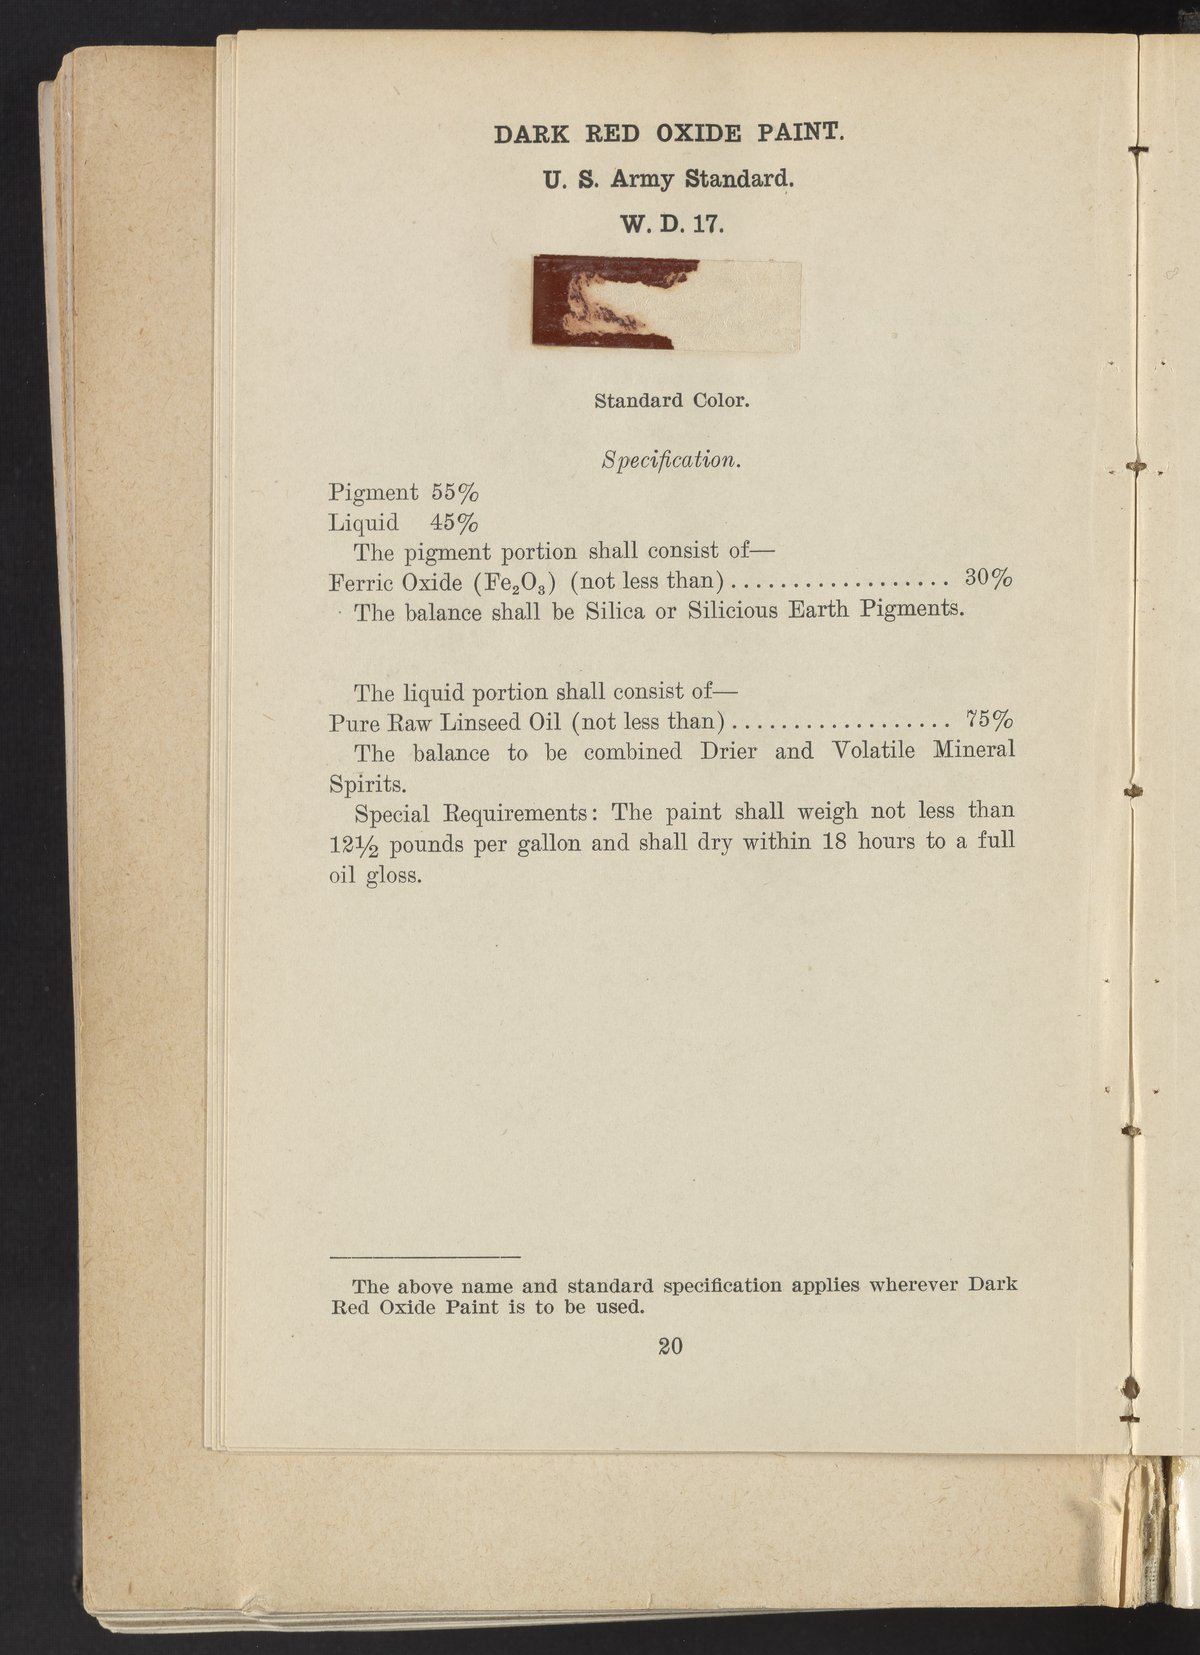 DARK RED OXIDE PAINT.
U. S. Army Standard.
W. D. 17.
Standard Color.
Specification.
Pigment 55%
Liquid 45%
The pigment portion shall consist of—
Ferric Oxide (Fe₂O₃) (not less than) .................. 30%
The balance shall be Silica or Silicious Earth Pigments.
The liquid portion shall consist of—
Pure Raw Linseed Oil (not less than) .................. 75%
The balance to be combined Drier and Volatile Mineral
Spirits.
Special Requirements: The paint shall weigh not less than
12½ pounds per gallon and shall dry within 18 hours to a full
oil gloss.
The above name and standard specification applies wherever Dark
Red Oxide Paint is to be used.
20